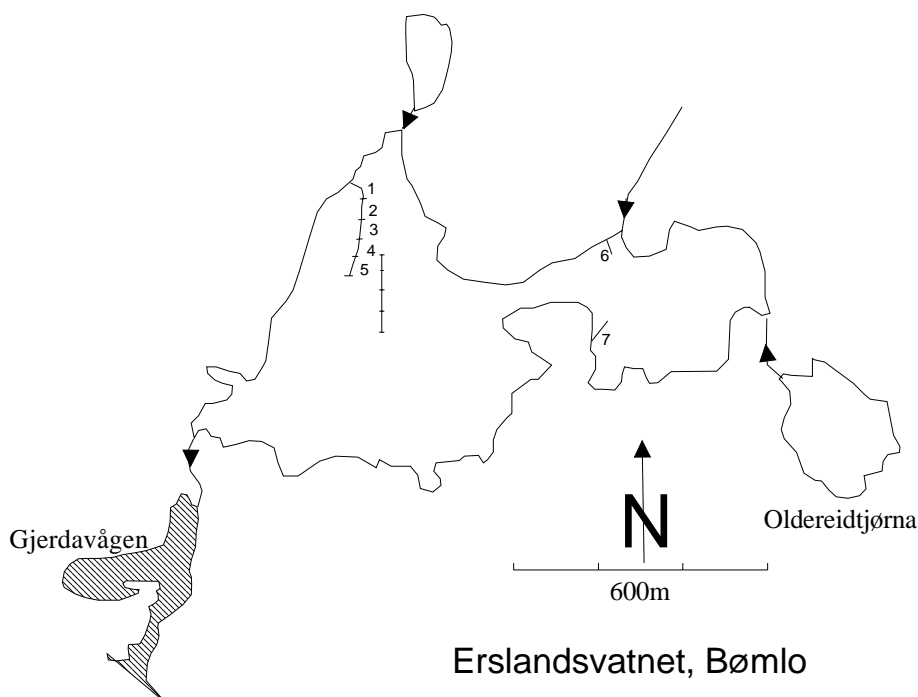 1
2
3
4
5
6
7
Gjerdavågen
N
Oldereidtjørna
600m
Erslandsvatnet, Bømlo